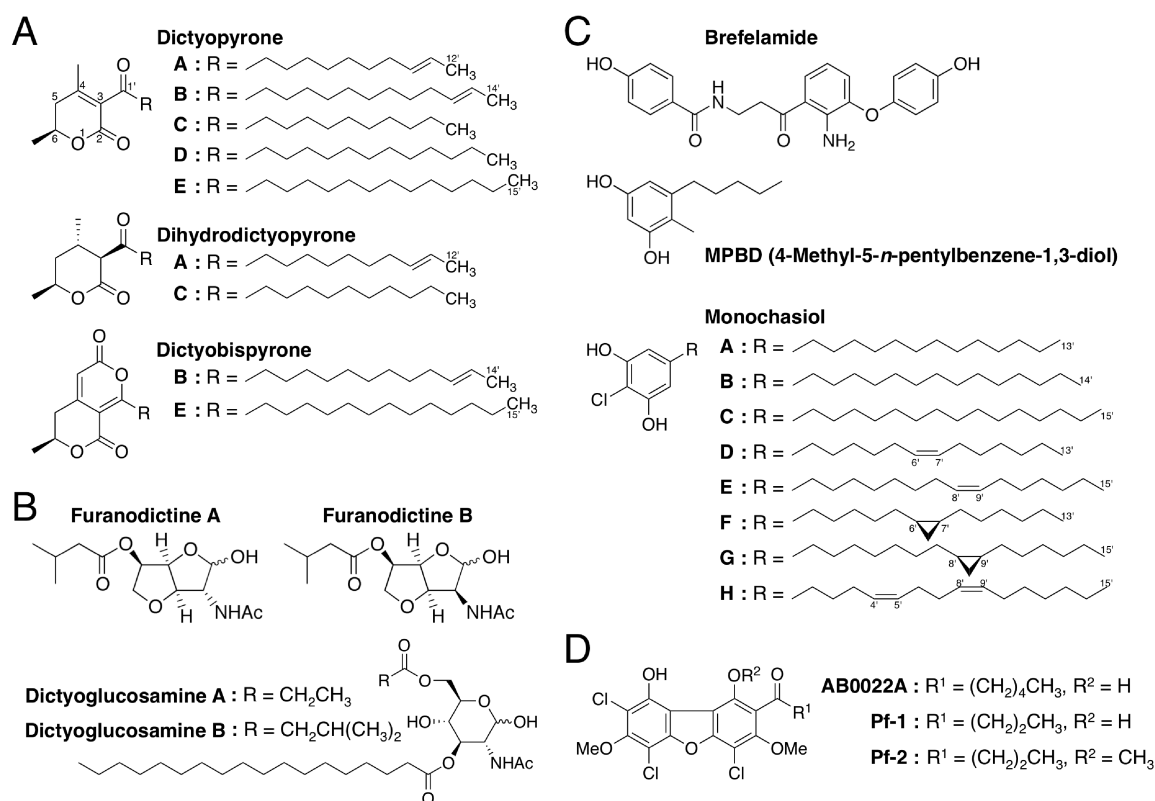 A
Dictyopyrone
A : R =
12'
CH3
B : R =
14'
CH3
C : R =
CH3
D : R =
CH3
E : R =
15'
CH3
O
1'
R
4
5
3
6
1
O
2
O
Dihydrodictyopyrone
A : R =
12'
CH3
C : R =
CH3
O
R
O
O
Dictyobispyrone
B : R =
14'
CH3
E : R =
15'
CH3
O
O
R
O
O
B
Furanodictine A
O
O
H
O
OH
O
H
NHAc
Furanodictine B
O
O
H
O
OH
O
H
NHAc
Dictyoglucosamine A : R = CH2CH3
Dictyoglucosamine B : R = CH2CH(CH3)2
O
R
O
O
HO
OH
O
NHAc
O
C
Brefelamide
HO
O
H
N
O
NH2
O
OH
HO
OH
MPBD (4-Methyl-5-n-pentylbenzene-1,3-diol)
Monochasiol
HO
R
Cl
OH
A : R =
13'
B : R =
14'
C : R =
15'
D : R =
6' 7'
13'
E : R =
8' 9'
15'
F : R =
6' 7'
13'
G : R =
8' 9'
15'
H : R =
4' 5'
8' 9'
15'
D
OH
OR2
O
Cl
R1
MeO
O
OMe
Cl
Cl
AB0022A : R1 = (CH2)4CH3, R2 = H
Pf-1 : R1 = (CH2)2CH3, R2 = H
Pf-2 : R1 = (CH2)2CH3, R2 = CH3